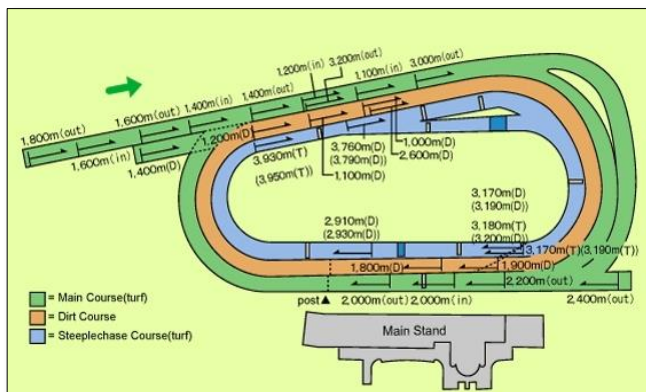 1,200m(in)
3,200m(out)
1,400m(out)
1,100m(in)
3,000m(out)
1,400m(in)
1,600m(out)
1,800m(out)
1,600m(in)
1,400m(D)
1,200m(D)
3,930m(T)
(3,950m(T))
3,760m(D)
(3,790m(D))
1,100m(D)
1,000m(D)
2,600m(D)
2,910m(D)
(2,930m(D))
3,170m(D)
(3,190m(D))
3,180m(T)
(3,200m(D))
3,170m(T)(3,190m(T))
1,800m(D)
1,900m(D)
2,200m(out)
post▲
2,000m(out)
2,000m(in)
2,400m(out)
= Main Course(turf)
= Dirt Course
= Steeplechase Course(turf)
Main Stand